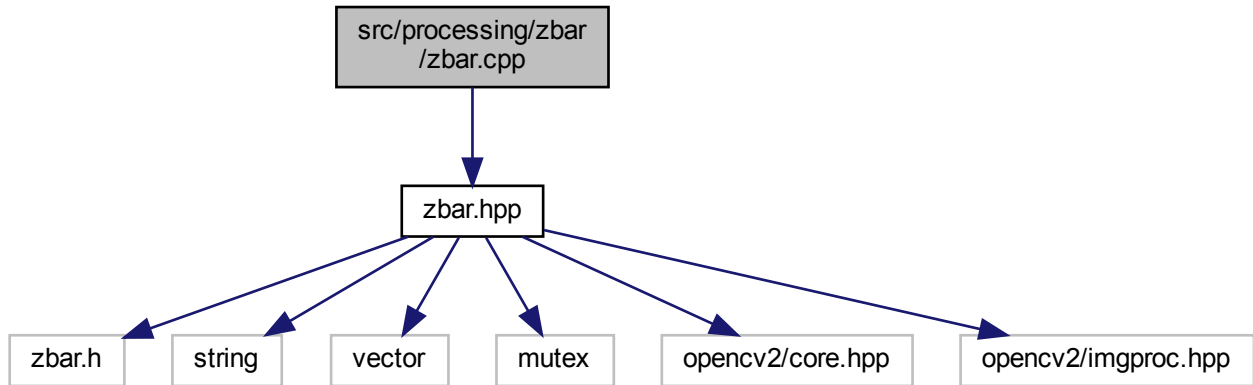 src/processing/zbar
/zbar.cpp
zbar.hpp
zbar.h
string
vector
mutex
opencv2/core.hpp
opencv2/imgproc.hpp